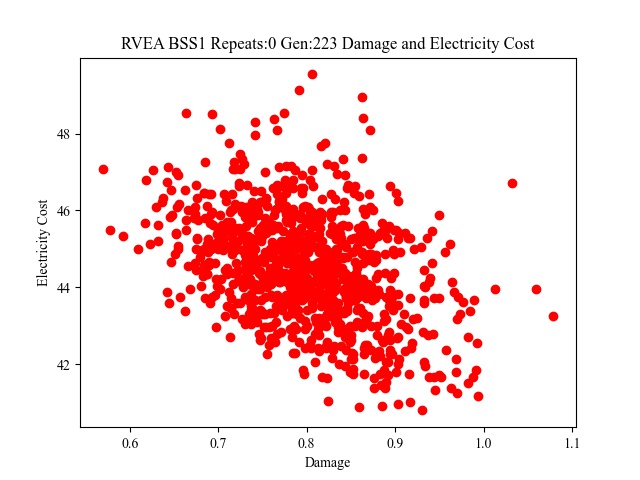 RVEA BSS1 Repeats:0 Gen:223 Damage and Electricity Cost
48
46
44
42
Electricity Cost
0.6 0.7 0.8 0.9 1.0 1.1
Damage